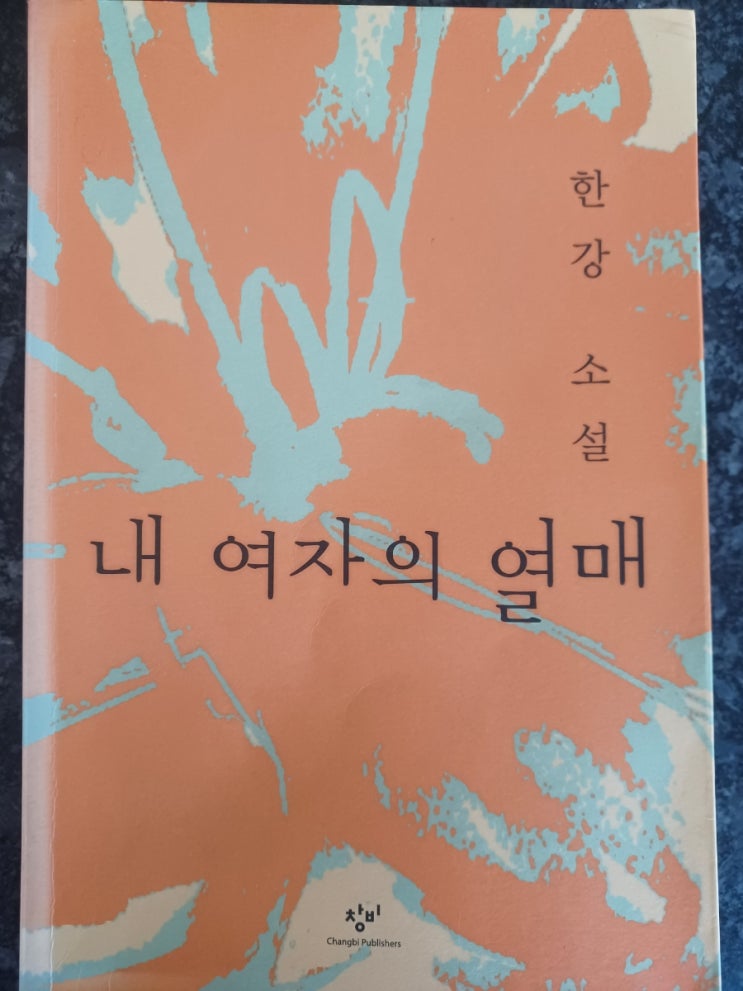 한강 소설
내 여자의 열매
창비
Changbi Publishers